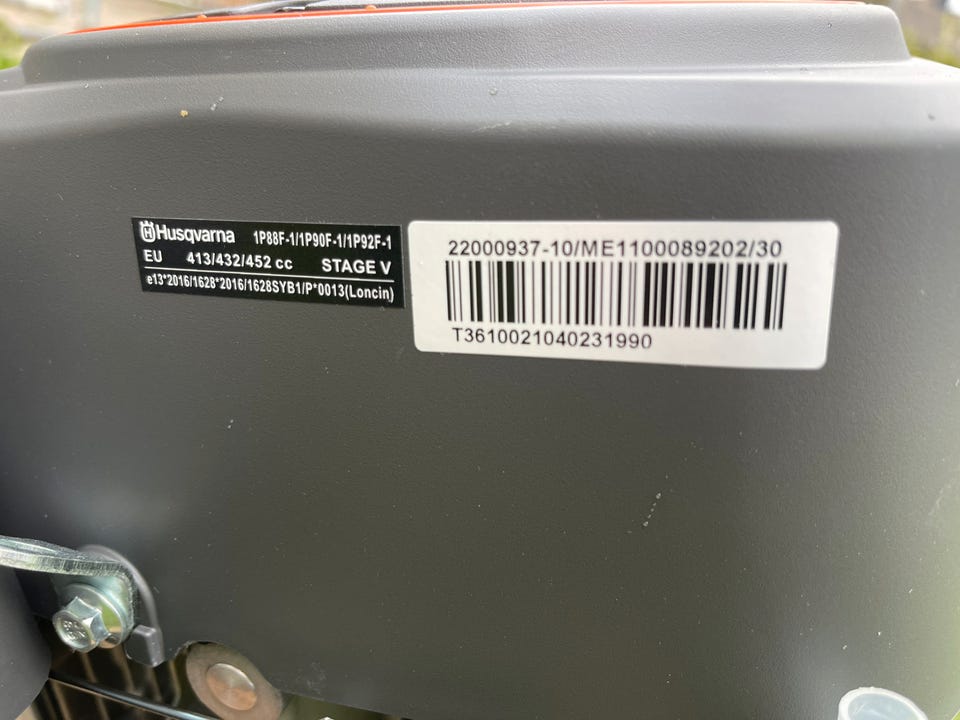 Husqvarna 1P88F-1/1P90F-1/1P92F-1
EU 413/432/452 cc STAGE V
e13*2016/1628*2016/1628SYB1/P*0013(Loncin)
22000937-10/ME1100089202/30
T3610021040231990